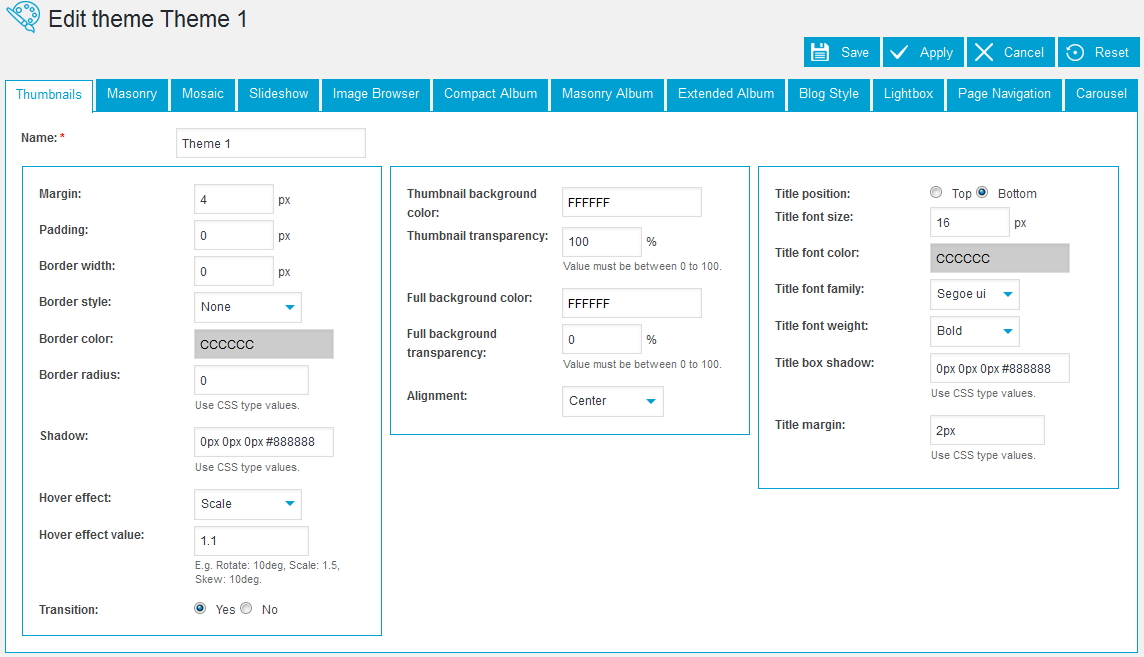 Edit theme Theme 1
Save Apply Cancel Reset
Thumbnails Masonry Mosaic Slideshow Image Browser Compact Album Masonry Album Extended Album Blog Style Lightbox Page Navigation Carousel
Name: * Theme 1
Margin: 4 px
Padding: 0 px
Border width: 0 px
Border style: None
Border color: CCCCCC
Border radius: 0
Use CSS type values.
Shadow: 0px 0px 0px #888888
Use CSS type values.
Hover effect: Scale
Hover effect value: 1.1
E.g. Rotate: 10deg, Scale: 1.5,
Skew: 10deg.
Transition: Yes No
Thumbnail background
color: FFFFFF
Thumbnail transparency: 100 %
Value must be between 0 to 100.
Full background color: FFFFFF
Full background
transparency: 0 %
Value must be between 0 to 100.
Alignment: Center
Title position: Top Bottom
Title font size: 16 px
Title font color: CCCCCC
Title font family: Segoe ui
Title font weight: Bold
Title box shadow: 0px 0px 0px #888888
Use CSS type values.
Title margin: 2px
Use CSS type values.